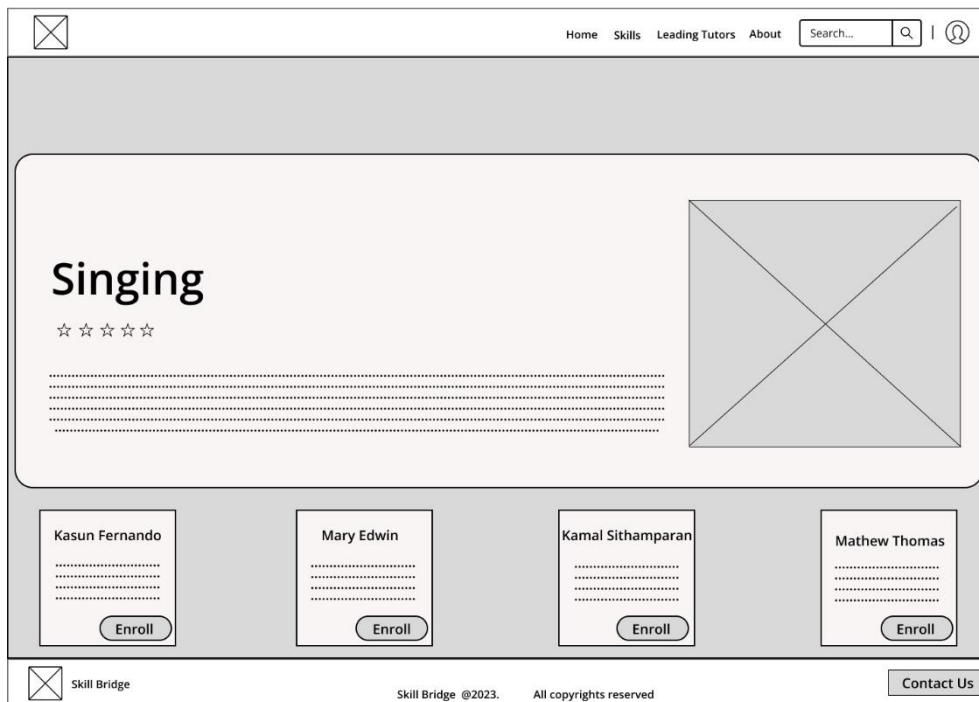 Home Skills Leading Tutors About Search...
Singing
Kasun Fernando Mary Edwin Kamal Sithamparan Mathew Thomas
Enroll Enroll Enroll Enroll
Skill Bridge Skill Bridge @2023. All copyrights reserved Contact Us